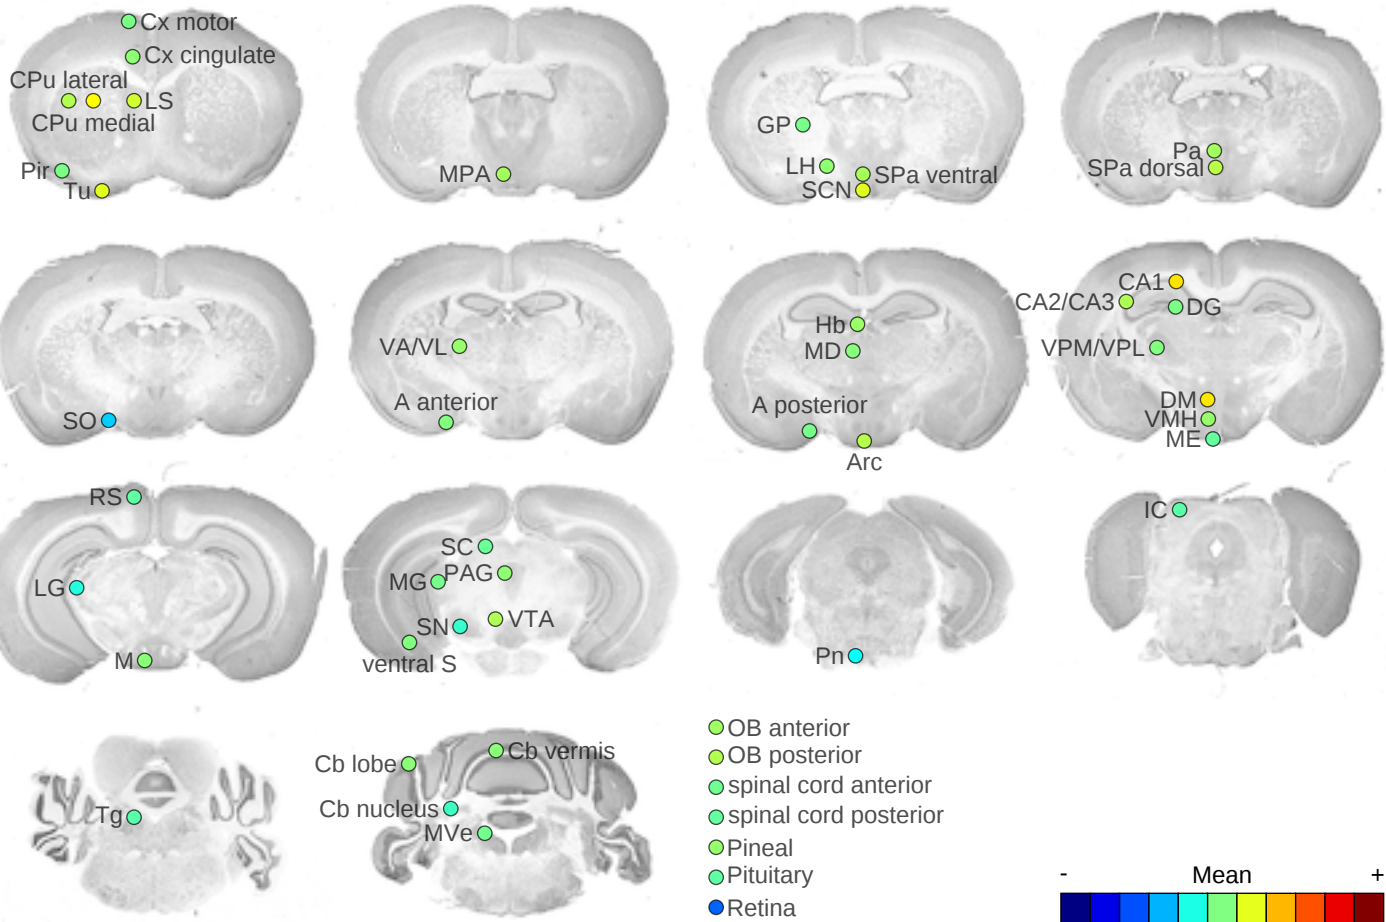 Cx motor
Cx cingulate
CPu lateral
LS
CPu medial
Pir
Tu
MPA
GP
LH
SPa ventral
SCN
Pa
SPa dorsal
SO
VA/VL
A anterior
Hb
MD
A posterior
Arc
CA1
CA2/CA3
DG
VPM/VPL
DM
VMH
ME
RS
LG
M
SC
MG
PAG
SN
VTA
ventral S
Pn
IC
Tg
Cb lobe
Cb vermis
Cb nucleus
MVe
OB anterior
OB posterior
spinal cord anterior
spinal cord posterior
Pineal
Pituitary
Retina
- Mean +